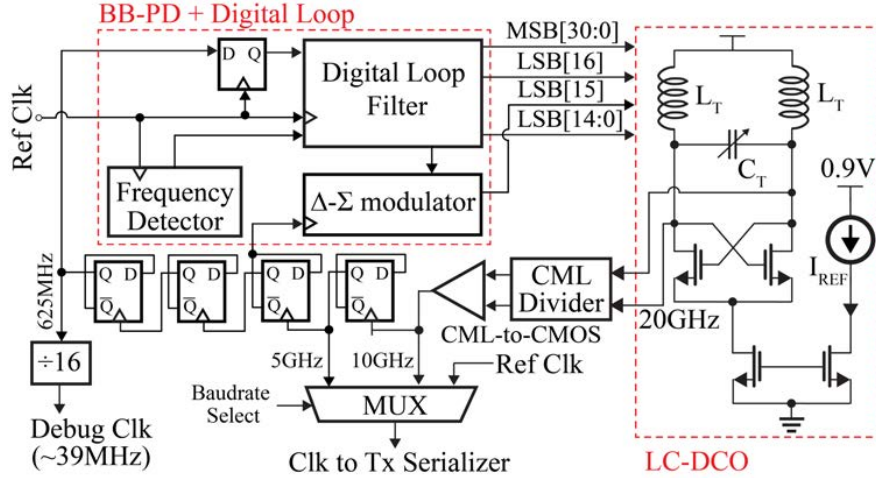 BB-PD + Digital Loop
MSB[30:0]
LSB[16]
LSB[15]
LSB[14:0]
D Q
Digital Loop
Filter
Ref Clk
Frequency
Detector
Δ-Σ modulator
L_T
L_T
C_T
0.9V
I_REF
625MHz
Q D
Q̅
Q D
Q̅
Q D
Q̅
Q D
Q̅
CML
Divider
CML-to-CMOS
20GHz
÷16
5GHz
10GHz
Ref Clk
Baudrate
Select
MUX
Debug Clk
(~39MHz)
Clk to Tx Serializer
LC-DCO